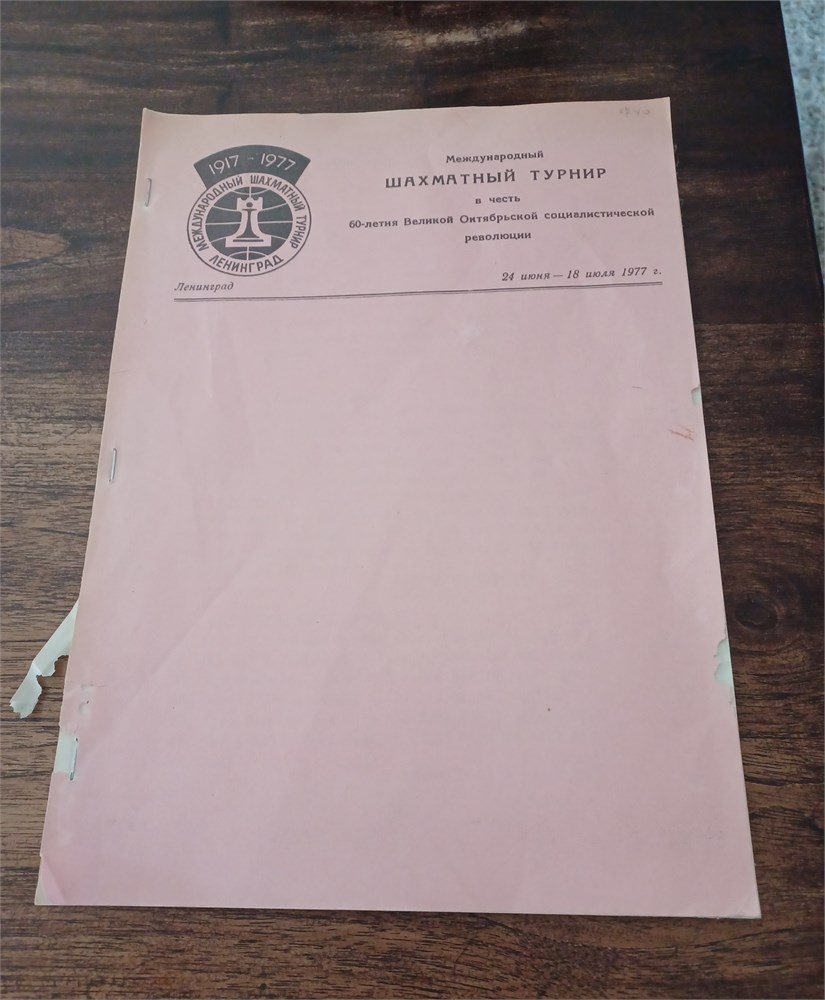 1917 - 1977
МЕЖДУНАРОДНЫЙ ШАХМАТНЫЙ ТУРНИР
ЛЕНИНГРАД
Международный
ШАХМАТНЫЙ ТУРНИР
в честь
60-летия Великой Октябрьской социалистической
революции
Ленинград
24 июня — 18 июля 1977 г.